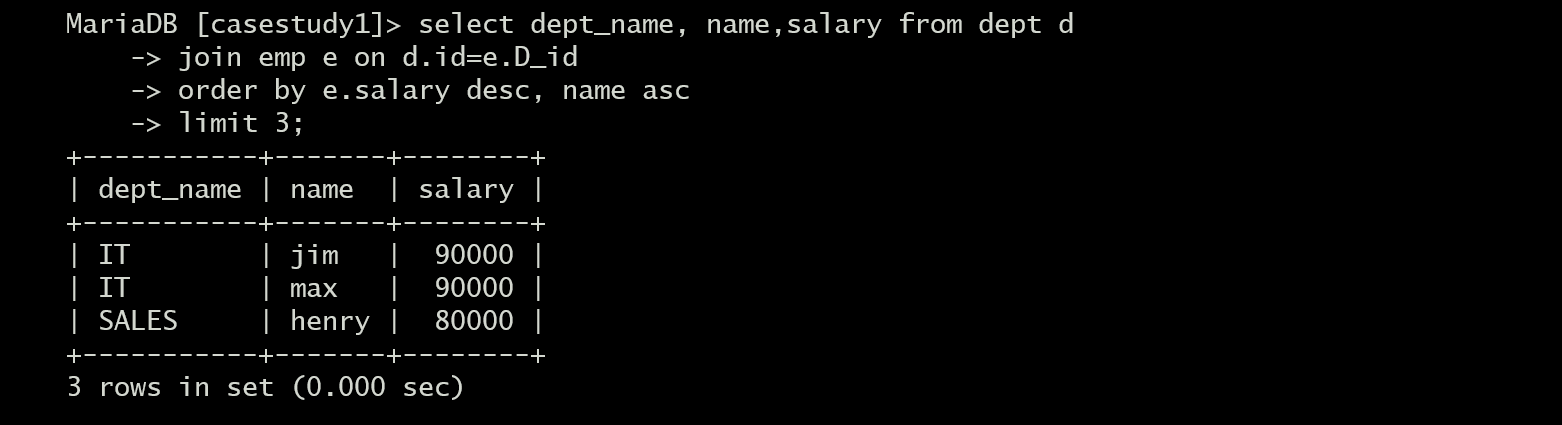 MariaDB [casestudy1]> select dept_name, name,salary from dept d
    -> join emp e on d.id=e.D_id
    -> order by e.salary desc, name asc
    -> limit 3;
+-----------+-------+--------+
| dept_name | name  | salary |
+-----------+-------+--------+
| IT        | jim   |  90000 |
| IT        | max   |  90000 |
| SALES     | henry |  80000 |
+-----------+-------+--------+
3 rows in set (0.000 sec)